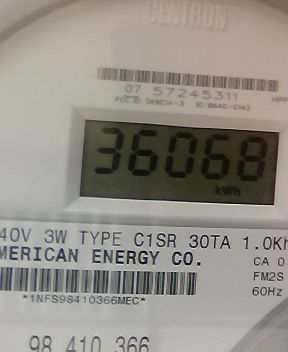 CENTRON®
07 57245311
36068
kWh
40V 3W TYPE C1SR 30TA 1.0Kh
MERICAN ENERGY CO.
CA 0
FM2S
60Hz
*1NFS98410366MEC*
98 410 366